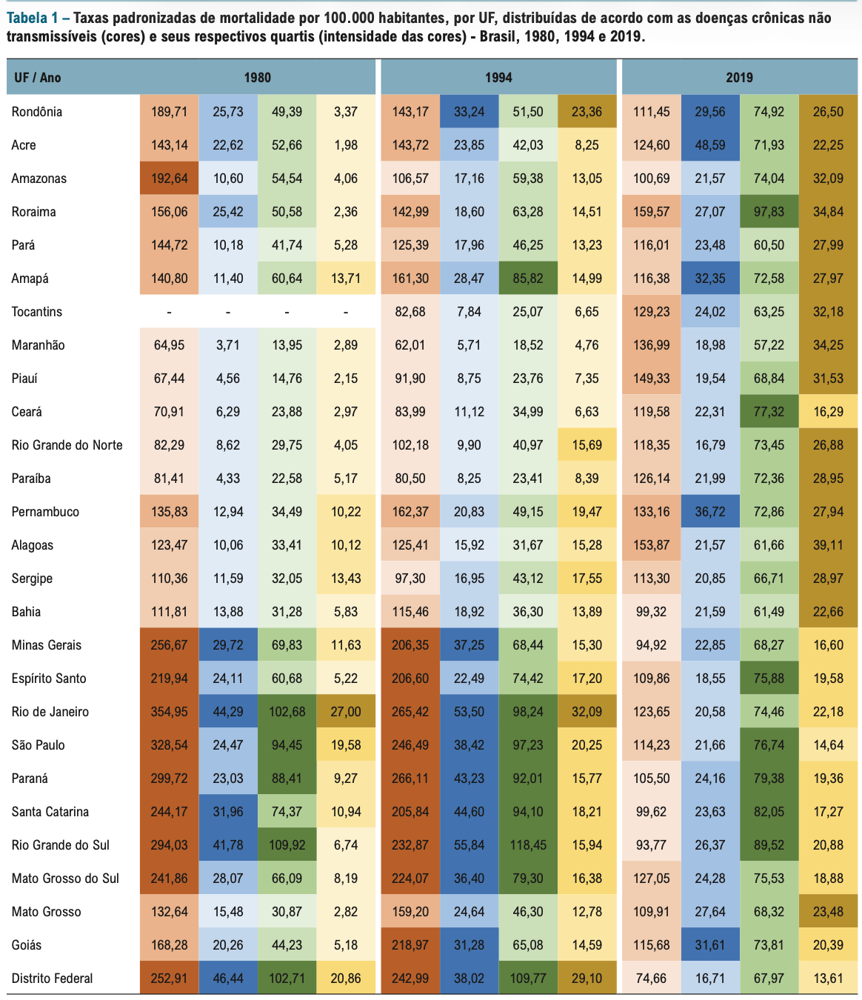 Tabela 1 – Taxas padronizadas de mortalidade por 100.000 habitantes, por UF, distribuídas de acordo com as doenças crônicas não
transmissíveis (cores) e seus respectivos quartis (intensidade das cores) - Brasil, 1980, 1994 e 2019.
UF / Ano 1980 1994 2019
Rondônia 189,71 25,73 49,39 3,37 143,17 33,24 51,50 23,36 111,45 29,56 74,92 26,50
Acre 143,14 22,62 52,66 1,98 143,72 23,85 42,03 8,25 124,60 48,59 71,93 22,25
Amazonas 192,64 10,60 54,54 4,06 106,57 17,16 59,38 13,05 100,69 21,57 74,04 32,09
Roraima 156,06 25,42 50,58 2,36 142,99 18,60 63,28 14,51 159,57 27,07 97,83 34,84
Pará 144,72 10,18 41,74 5,28 125,39 17,96 46,25 13,23 116,01 23,48 60,50 27,99
Amapá 140,80 11,40 60,64 13,71 161,30 28,47 85,82 14,99 116,38 32,35 72,58 27,97
Tocantins - - - - 82,68 7,84 25,07 6,65 129,23 24,02 63,25 32,18
Maranhão 64,95 3,71 13,95 2,89 62,01 5,71 18,52 4,76 136,99 18,98 57,22 34,25
Piauí 67,44 4,56 14,76 2,15 91,90 8,75 23,76 7,35 149,33 19,54 68,84 31,53
Ceará 70,91 6,29 23,88 2,97 83,99 11,12 34,99 6,63 119,58 22,31 77,32 16,29
Rio Grande do Norte 82,29 8,62 29,75 4,05 102,18 9,90 40,97 15,69 118,35 16,79 73,45 26,88
Paraíba 81,41 4,33 22,58 5,17 80,50 8,25 23,41 8,39 126,14 21,99 72,36 28,95
Pernambuco 135,83 12,94 34,49 10,22 162,37 20,83 49,15 19,47 133,16 36,72 72,86 27,94
Alagoas 123,47 10,06 33,41 10,12 125,41 15,92 31,67 15,28 153,87 21,57 61,66 39,11
Sergipe 110,36 11,59 32,05 13,43 97,30 16,95 43,12 17,55 113,30 20,85 66,71 28,97
Bahia 111,81 13,88 31,28 5,83 115,46 18,92 36,30 13,89 99,32 21,59 61,49 22,66
Minas Gerais 256,67 29,72 69,83 11,63 206,35 37,25 68,44 15,30 94,92 22,85 68,27 16,60
Espírito Santo 219,94 24,11 60,68 5,22 206,60 22,49 74,42 17,20 109,86 18,55 75,88 19,58
Rio de Janeiro 354,95 44,29 102,68 27,00 265,42 53,50 98,24 32,09 123,65 20,58 74,46 22,18
São Paulo 328,54 24,47 94,45 19,58 246,49 38,42 97,23 20,25 114,23 21,66 76,74 14,64
Paraná 299,72 23,03 88,41 9,27 266,11 43,23 92,01 15,77 105,50 24,16 79,38 19,36
Santa Catarina 244,17 31,96 74,37 10,94 205,84 44,60 94,10 18,21 99,62 23,63 82,05 17,27
Rio Grande do Sul 294,03 41,78 109,92 6,74 232,87 55,84 118,45 15,94 93,77 26,37 89,52 20,88
Mato Grosso do Sul 241,86 28,07 66,09 8,19 224,07 36,40 79,30 16,38 127,05 24,28 75,53 18,88
Mato Grosso 132,64 15,48 30,87 2,82 159,20 24,64 46,30 12,78 109,91 27,64 68,32 23,48
Goiás 168,28 20,26 44,23 5,18 218,97 31,28 65,08 14,59 115,68 31,61 73,81 20,39
Distrito Federal 252,91 46,44 102,71 20,86 242,99 38,02 109,77 29,10 74,66 16,71 67,97 13,61